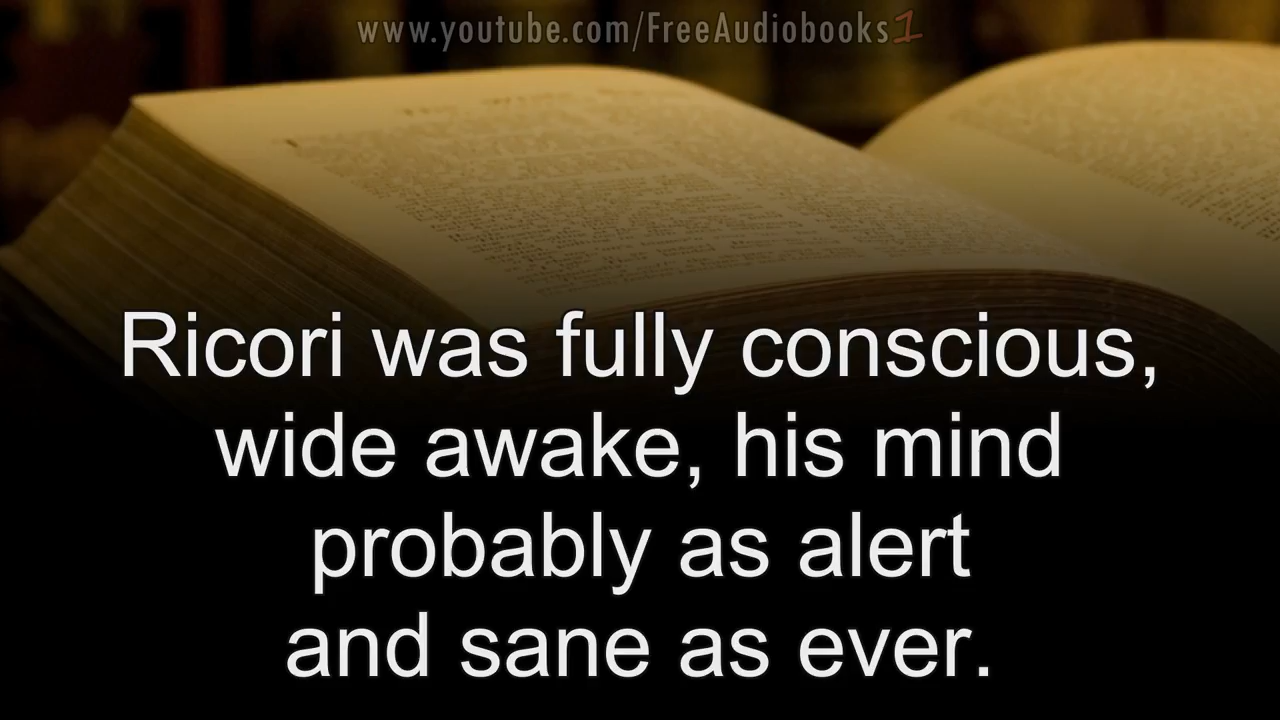 www.youtube.com/FreeAudiobooks1
Ricori was fully conscious,
wide awake, his mind
probably as alert
and sane as ever.